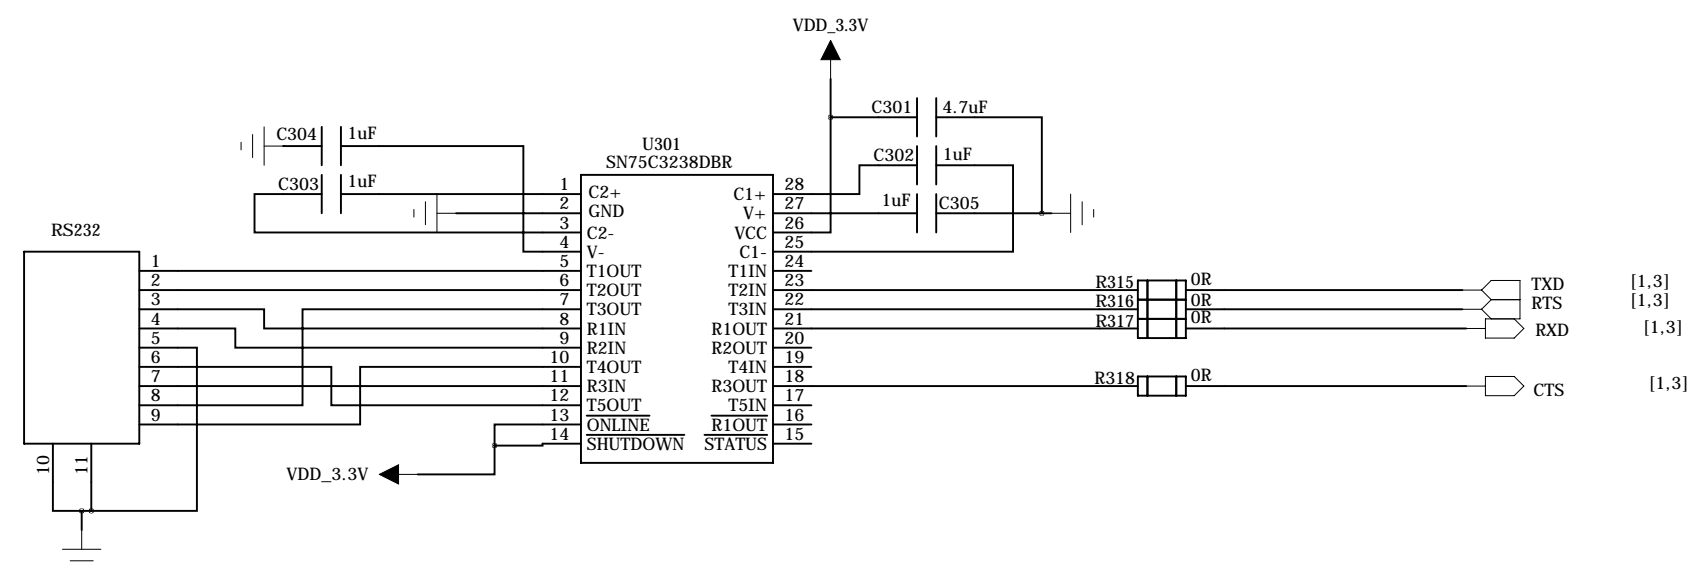 VDD_3.3V
C301 4.7uF
C304 1uF
U301
SN75C3238DBR
C302 1uF
C303 1uF
1uF C305
RS232
1 C2+ C1+ 28
2 GND V+ 27
3 C2- VCC 26
4 V- C1- 25
1 5 T1OUT T1IN 24
2 6 T2OUT T2IN 23 R315 0R TXD [1,3]
3 7 T3OUT T3IN 22 R316 0R RTS [1,3]
4 8 R1IN R1OUT 21 R317 0R RXD [1,3]
5 9 R2IN R2OUT 20
6 10 T4OUT T4IN 19
7 11 R3IN R3OUT 18 R318 0R CTS [1,3]
8 12 T5OUT T5IN 17
9 13 ONLINE R1OUT 16
14 SHUTDOWN STATUS 15
10 11
VDD_3.3V